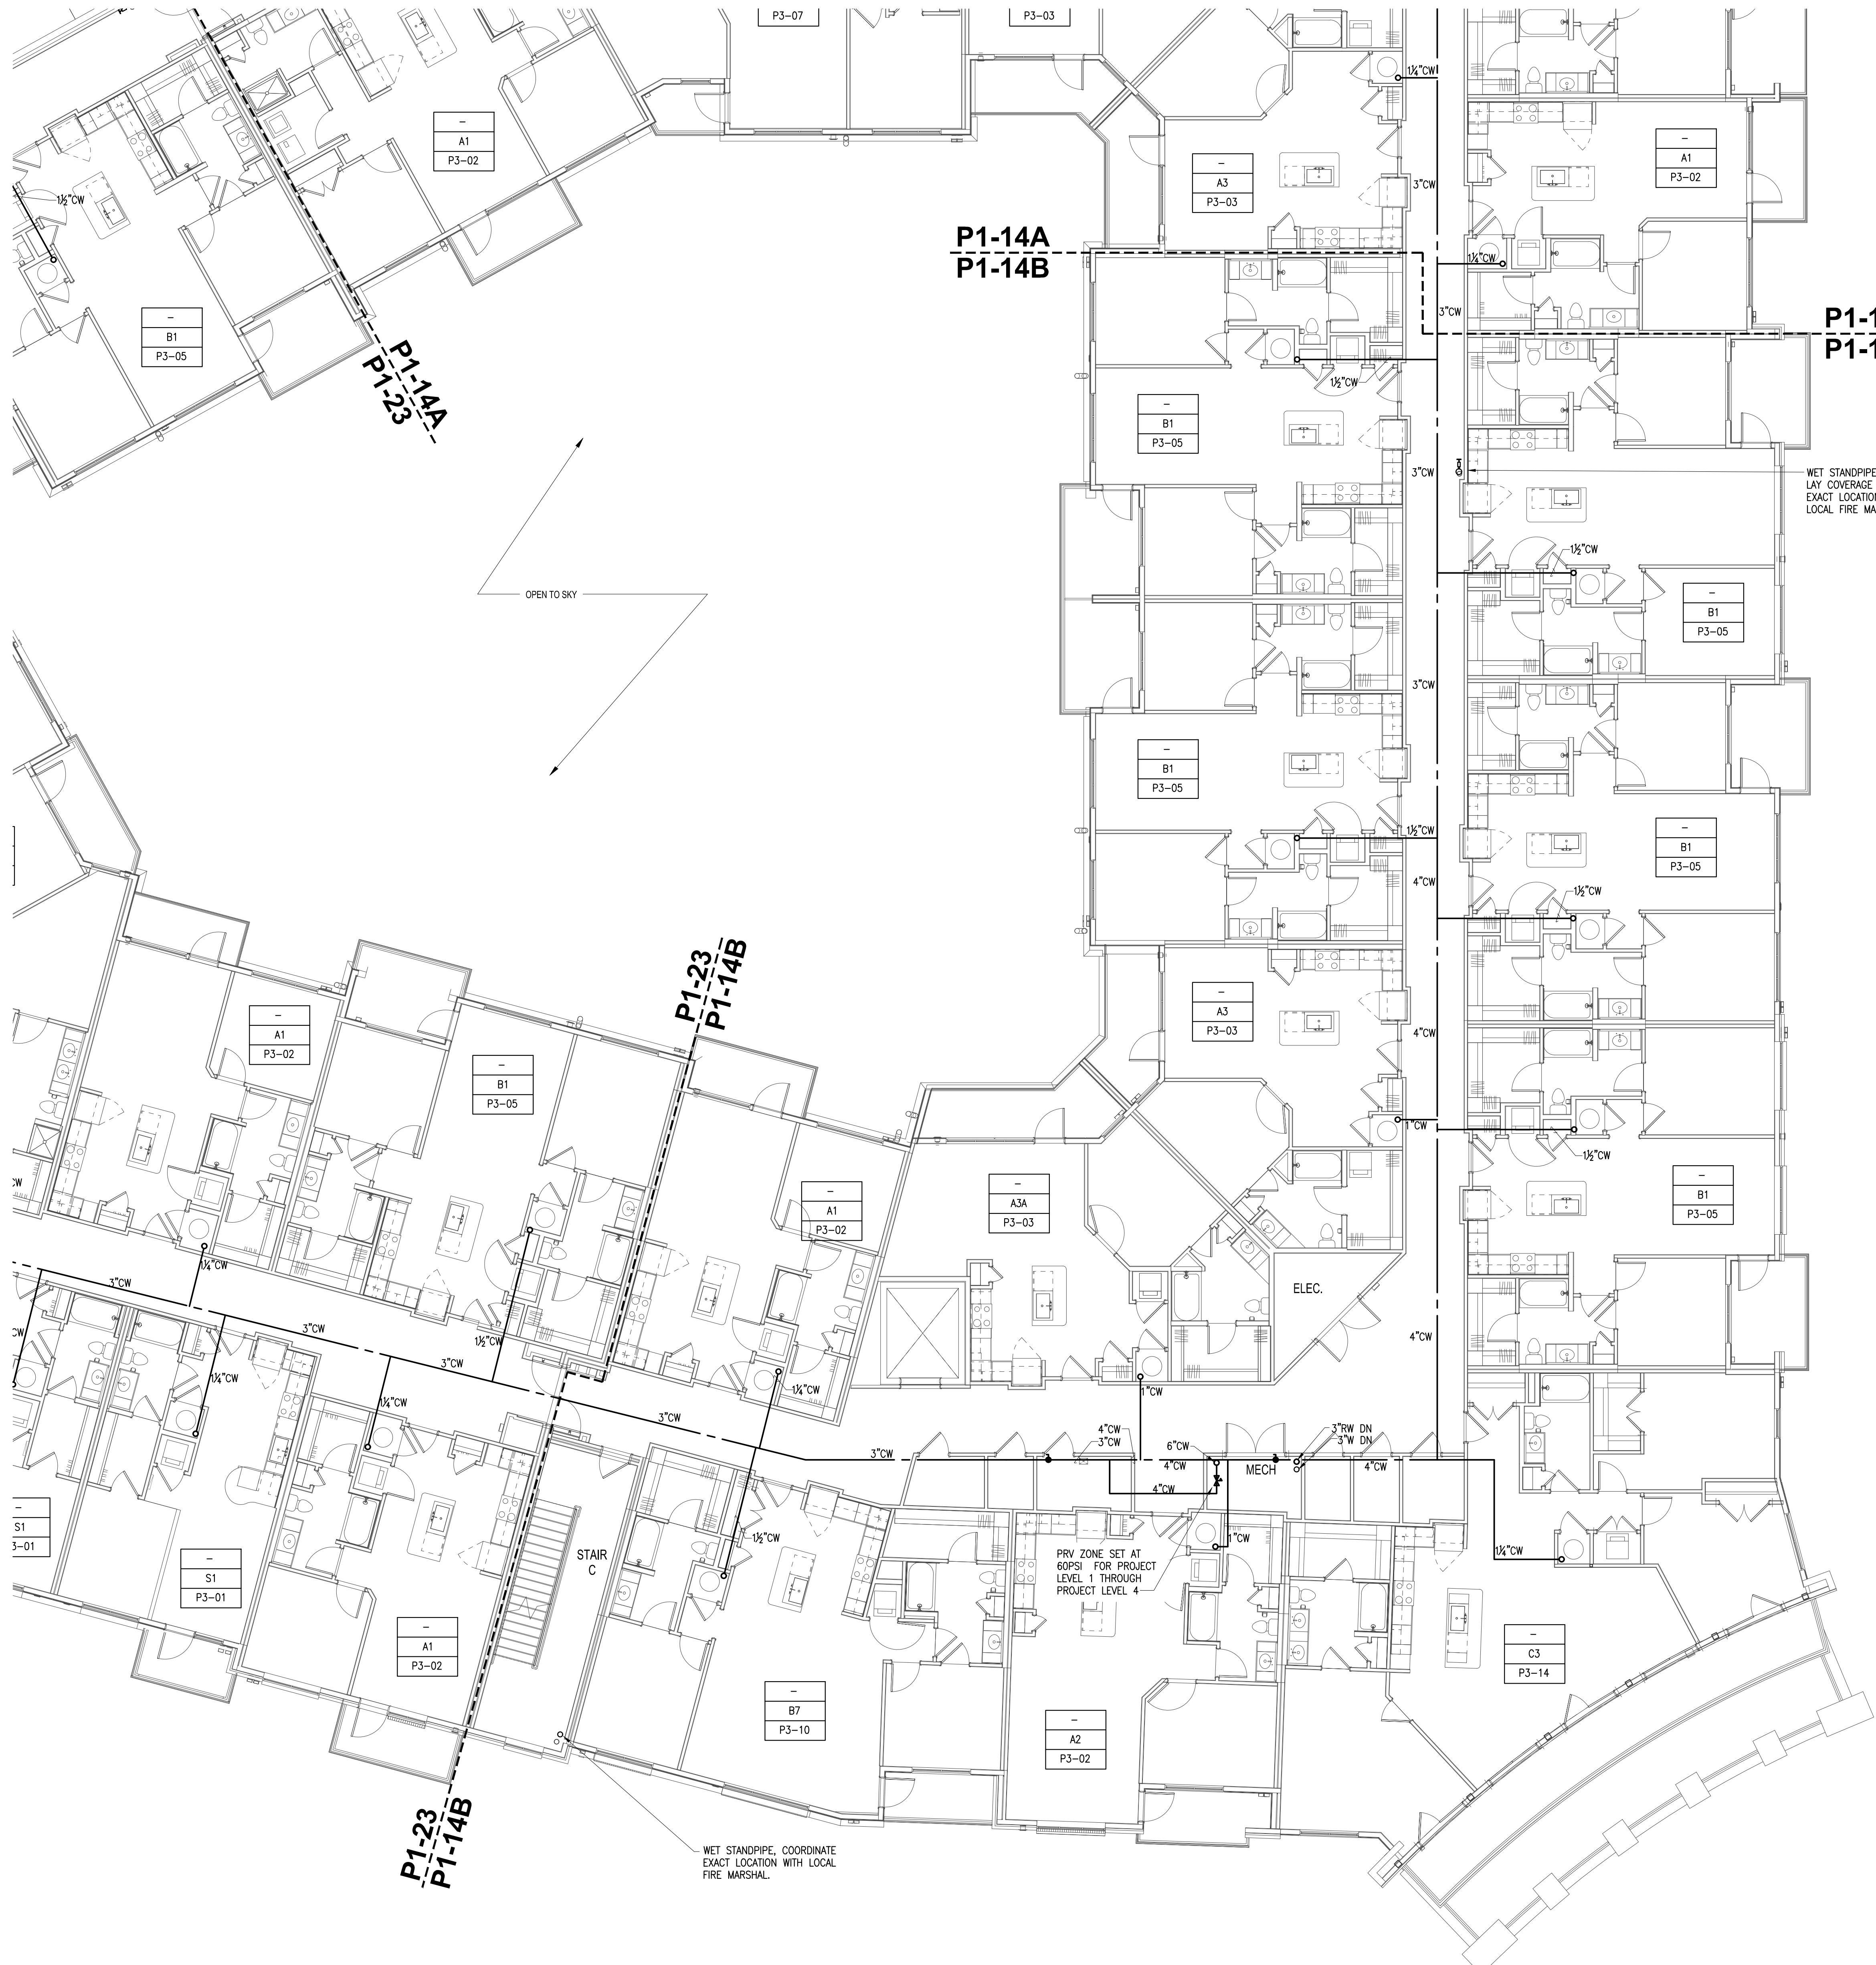 P3-07
P3-03
1¼"CW
–
A1
P3-02
–
A1
P3-02
–
A3
P3-03
3"CW
3"CW
1½"CW
P1-14A
P1-14B
1¼"CW
3"CW
–
B1
P3-05
P1-14A
P1-23
1½"CW
–
B1
P3-05
3"CW
WET STANDPIPE
LAY COVERAGE
1½"CW
OPEN TO SKY
–
B1
P3-05
3"CW
–
B1
P3-05
1½"CW
–
B1
P3-05
4"CW
1½"CW
P1-23
P1-14B
–
A1
P3-02
–
A3
P3-03
4"CW
–
B1
P3-05
1"CW
1½"CW
–
A1
P3-02
–
A3A
P3-03
–
B1
P3-05
1¼"CW
3"CW
ELEC.
3"CW
1½"CW
4"CW
3"CW
1¼"CW
1¼"CW
1"CW
1¼"CW
3"CW
4"CW
3"CW
3"CW
6"CW
4"CW
MECH
3"RW DN
3"W DN
4"CW
4"CW
4"CW
1½"CW
1"CW
1¼"CW
STAIR
C
PRV ZONE SET AT
60PSI FOR PROJECT
LEVEL 1 THROUGH
PROJECT LEVEL 4
–
S1
–
S1
P3-01
–
A1
P3-02
–
B7
P3-10
–
A2
P3-02
–
C3
P3-14
P1-23
P1-14B
WET STANDPIPE, COORDINATE
EXACT LOCATION WITH LOCAL
FIRE MARSHAL.